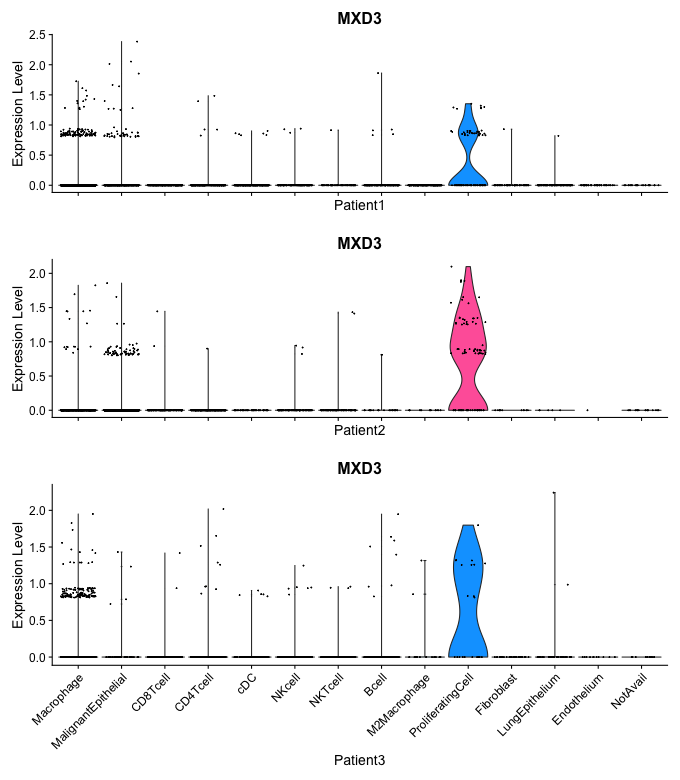 MXD3
Expression Level
2.5
2.0
1.5
1.0
0.5
0.0
Patient1
MXD3
Expression Level
2.0
1.5
1.0
0.5
0.0
Patient2
MXD3
Expression Level
2.0
1.5
1.0
0.5
0.0
Macrophage
MalignantEpithelial
CD8Tcell
CD4Tcell
cDC
NKcell
NKTcell
Bcell
M2Macrophage
ProliferatingCell
Fibroblast
LungEpithelium
Endothelium
NotAvail
Patient3